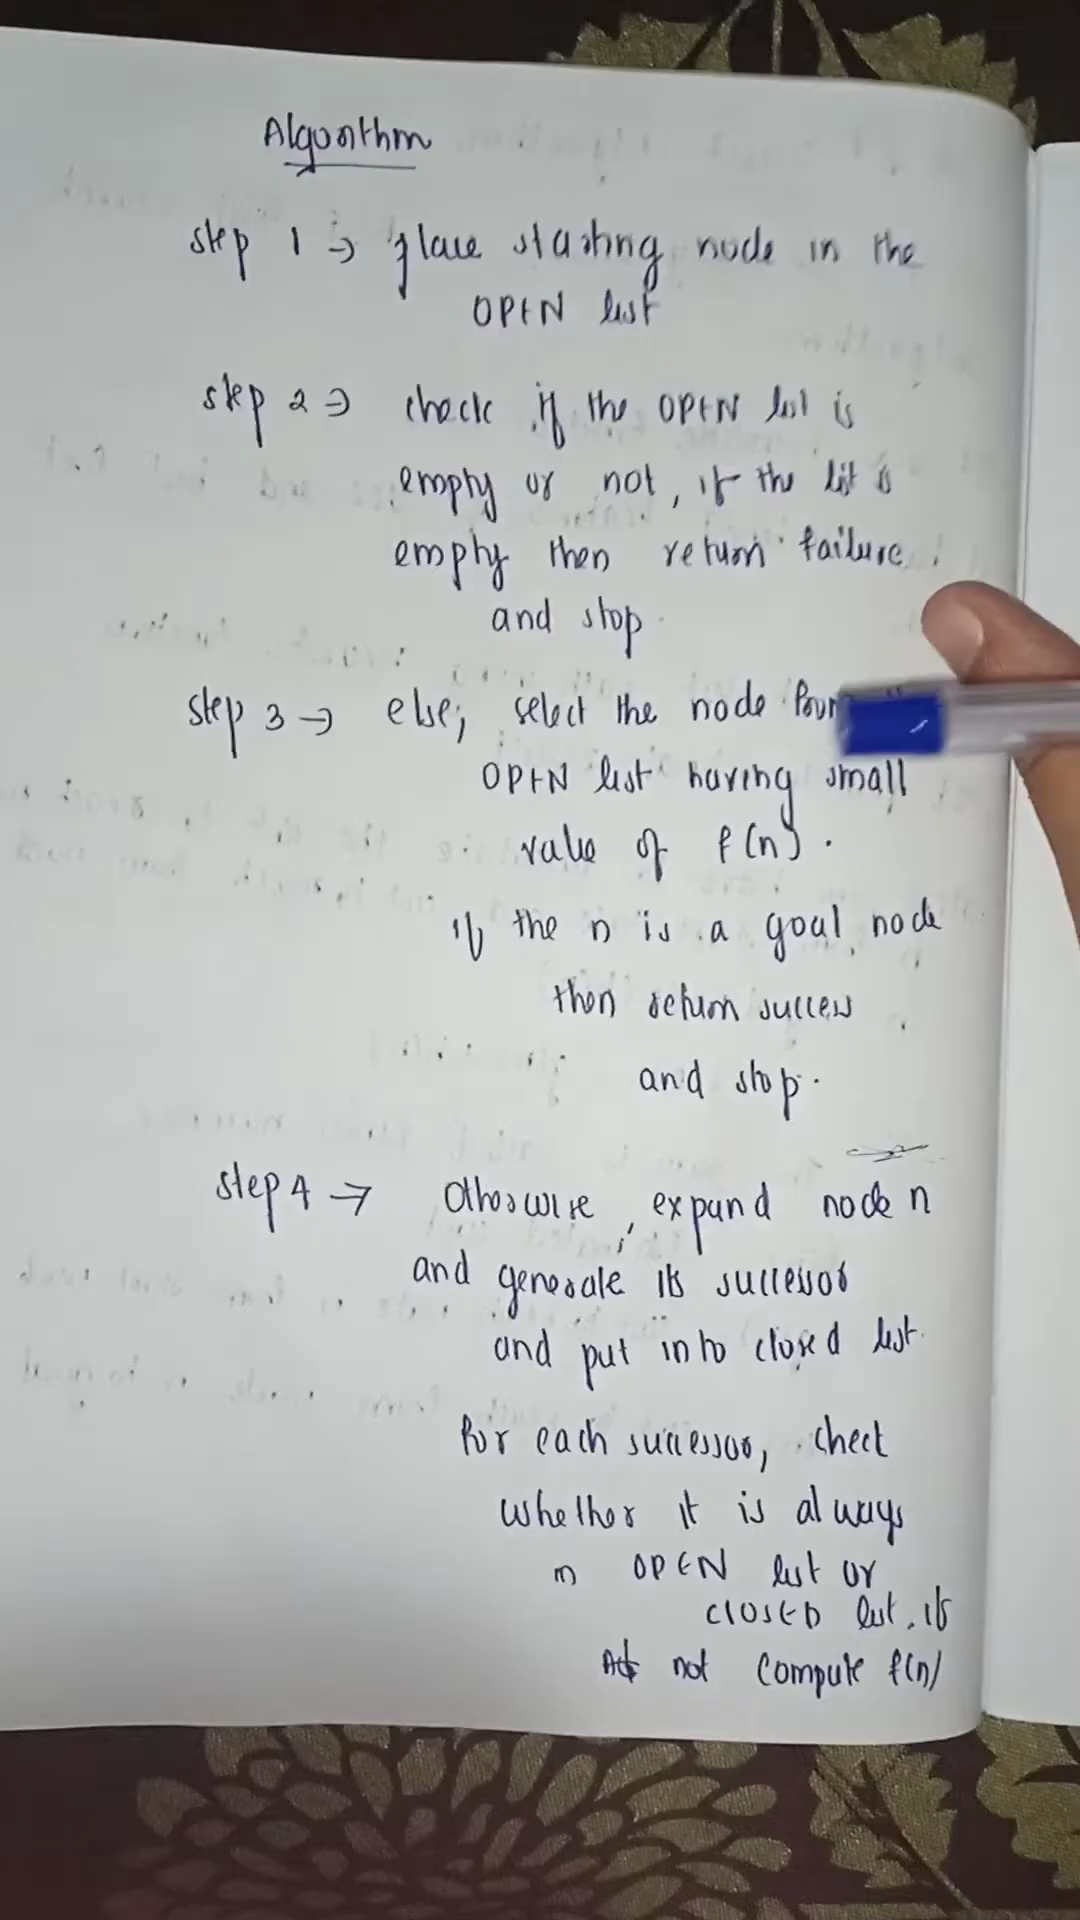 Algorithm
step 1 → place starting node in the
OPEN list
step 2 → check if the OPEN list is
empty or not, if the list is
empty then return failure
and stop.
step 3 → else, select the node from
OPEN list having small
value of f(n).
if the n is a goal node
then return success
and stop.
step 4 → Otherwise, expand node n
and generate its successor
and put into closed list.
for each successor, check
whether it is always
in OPEN list or
CLOSED list, if
not compute f(n)